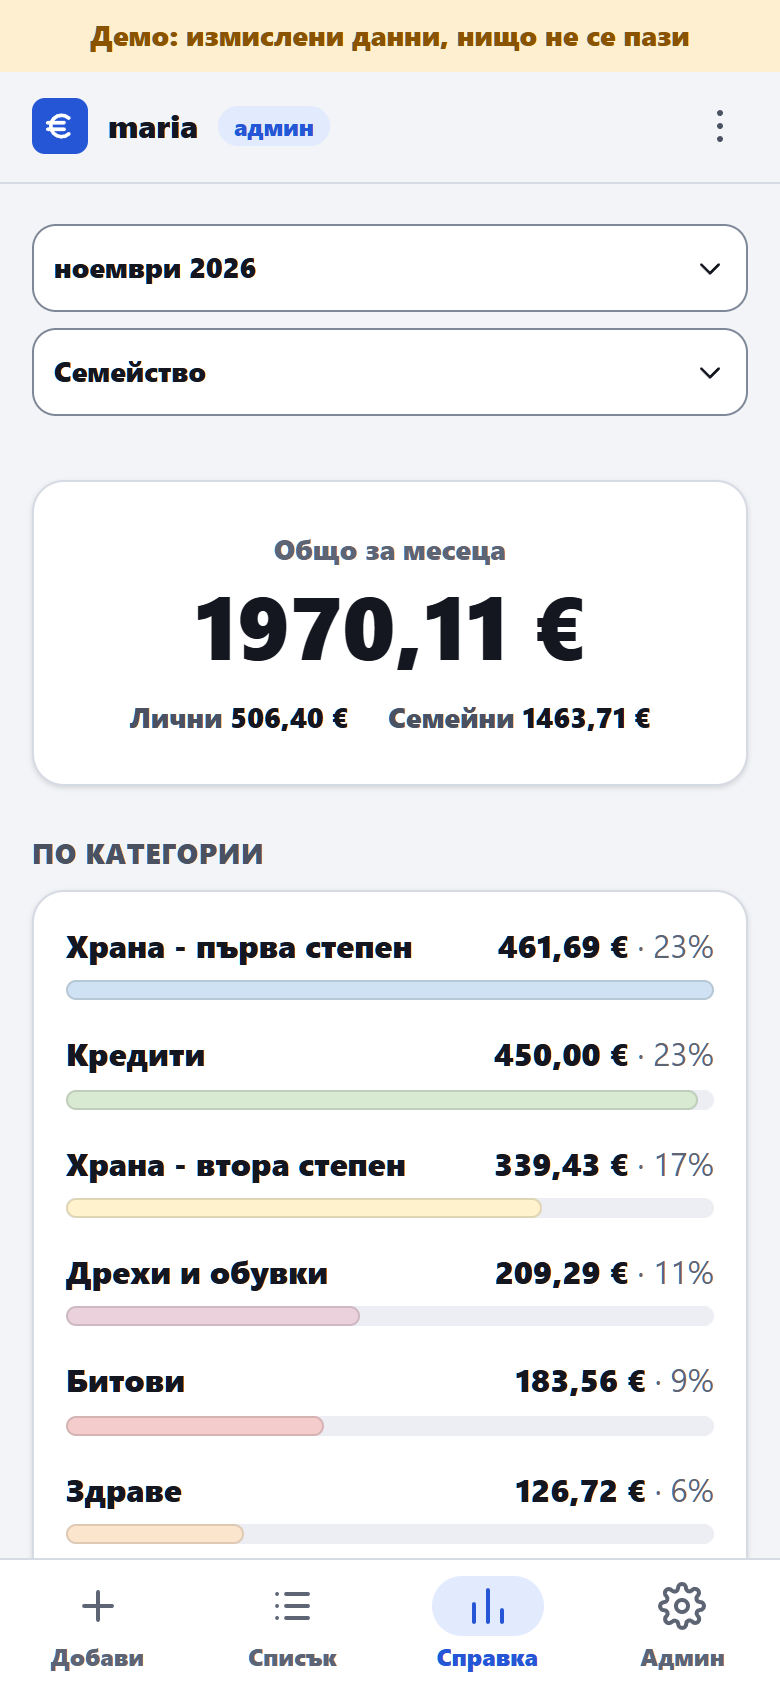 Демо: измислени данни, нищо не се пази
€ maria админ
ноември 2026
Семейство
Общо за месеца
1970,11 €
Лични 506,40 € Семейни 1463,71 €
ПО КАТЕГОРИИ
Храна - първа степен 461,69 € · 23%
Кредити 450,00 € · 23%
Храна - втора степен 339,43 € · 17%
Дрехи и обувки 209,29 € · 11%
Битови 183,56 € · 9%
Здраве 126,72 € · 6%
Добави Списък Справка Админ